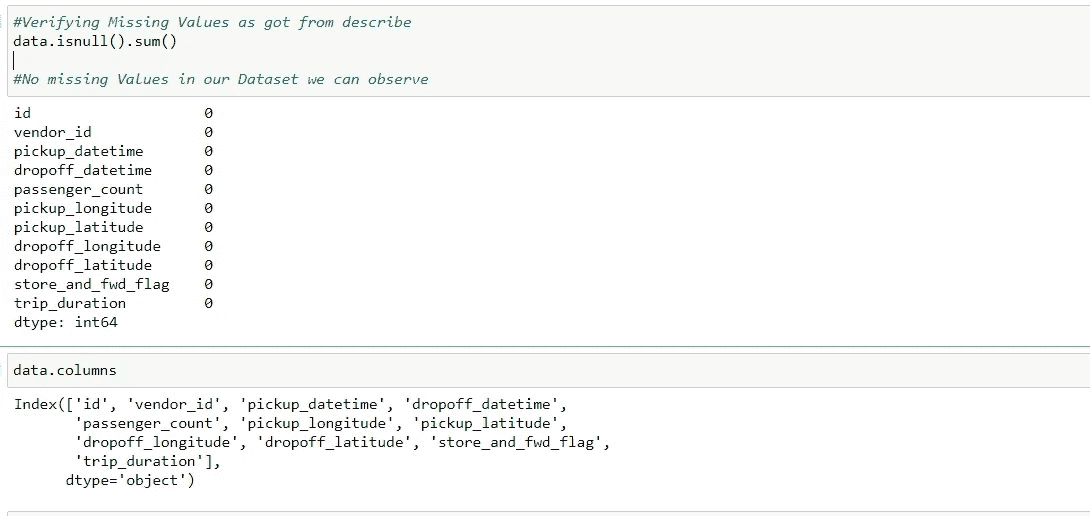 #Verifying Missing Values as got from describe
data.isnull().sum()
#No missing Values in our Dataset we can observe
id 0
vendor_id 0
pickup_datetime 0
dropoff_datetime 0
passenger_count 0
pickup_longitude 0
pickup_latitude 0
dropoff_longitude 0
dropoff_latitude 0
store_and_fwd_flag 0
trip_duration 0
dtype: int64
data.columns
Index(['id', 'vendor_id', 'pickup_datetime', 'dropoff_datetime',
'passenger_count', 'pickup_longitude', 'pickup_latitude',
'dropoff_longitude', 'dropoff_latitude', 'store_and_fwd_flag',
'trip_duration'],
dtype='object')